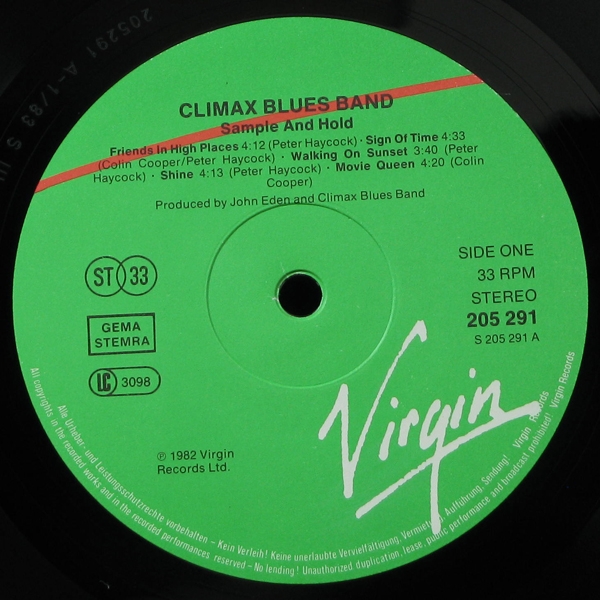 CLIMAX BLUES BAND
Sample And Hold
Friends In High Places 4:12 (Peter Haycock) · Sign Of Time 4:33
(Colin Cooper/Peter Haycock) · Walking On Sunset 3:40 (Peter
Haycock) · Shine 4:13 (Peter Haycock) · Movie Queen 4:20 (Colin
Cooper)
Produced by John Eden and Climax Blues Band
ST 33
GEMA
STEMRA
LC 3098
SIDE ONE
33 RPM
STEREO
205 291
S 205 291 A
Virgin
℗ 1982 Virgin
Records Ltd.
Alle Urheber- und Leistungsschutzrechte vorbehalten – Kein Verleih! Keine unerlaubte Vervielfältigung, Vermietung, Aufführung, Sendung! Virgin Records
All copyrights in the recorded works and in the recorded performances reserved – No lending! Unauthorized duplication, lease, public performance and broadcast prohibited! Virgin Records
205291 A-1/83 S